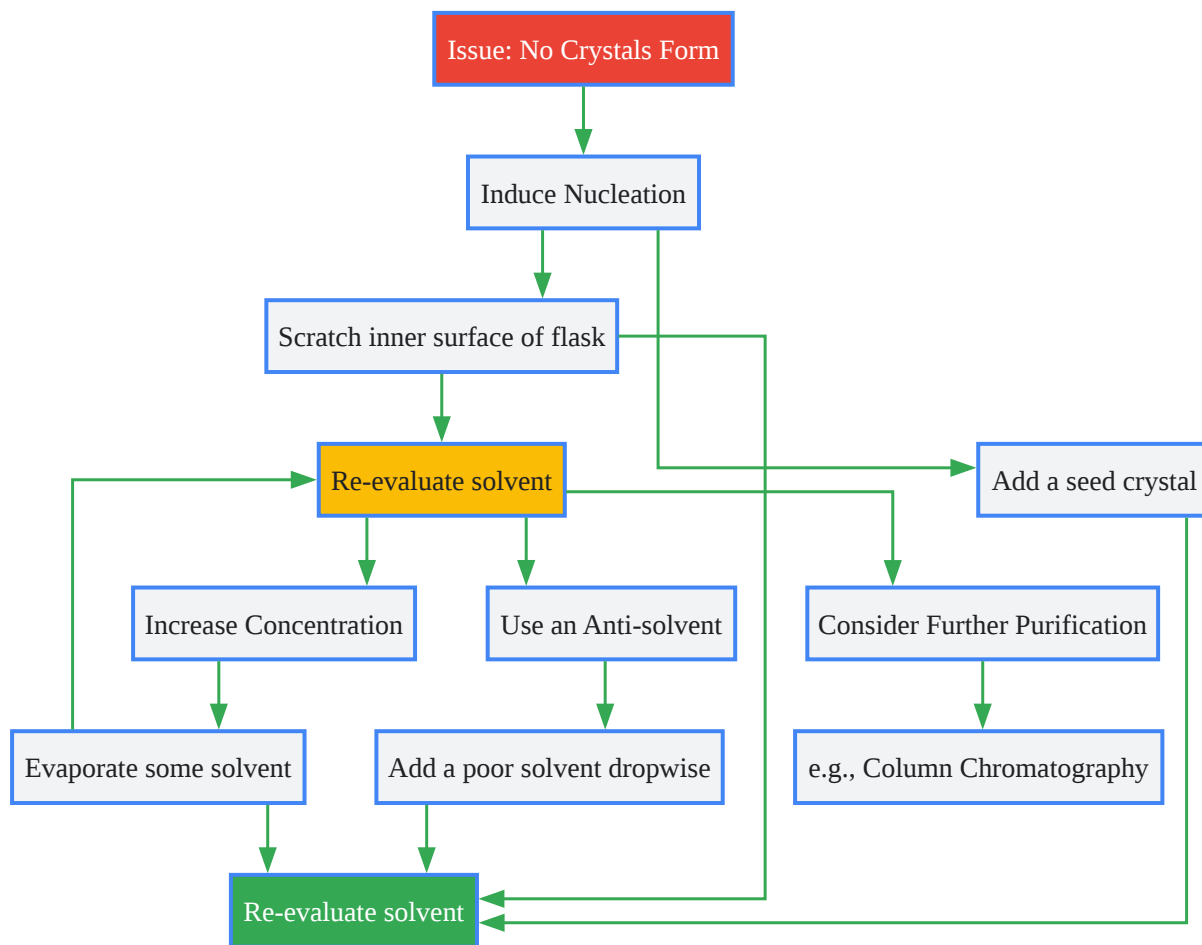 Issue: No Crystals Form
Induce Nucleation
Scratch inner surface of flask
Re-evaluate solvent
Add a seed crystal
Increase Concentration
Use an Anti-solvent
Consider Further Purification
Evaporate some solvent
Add a poor solvent dropwise
e.g., Column Chromatography
Re-evaluate solvent